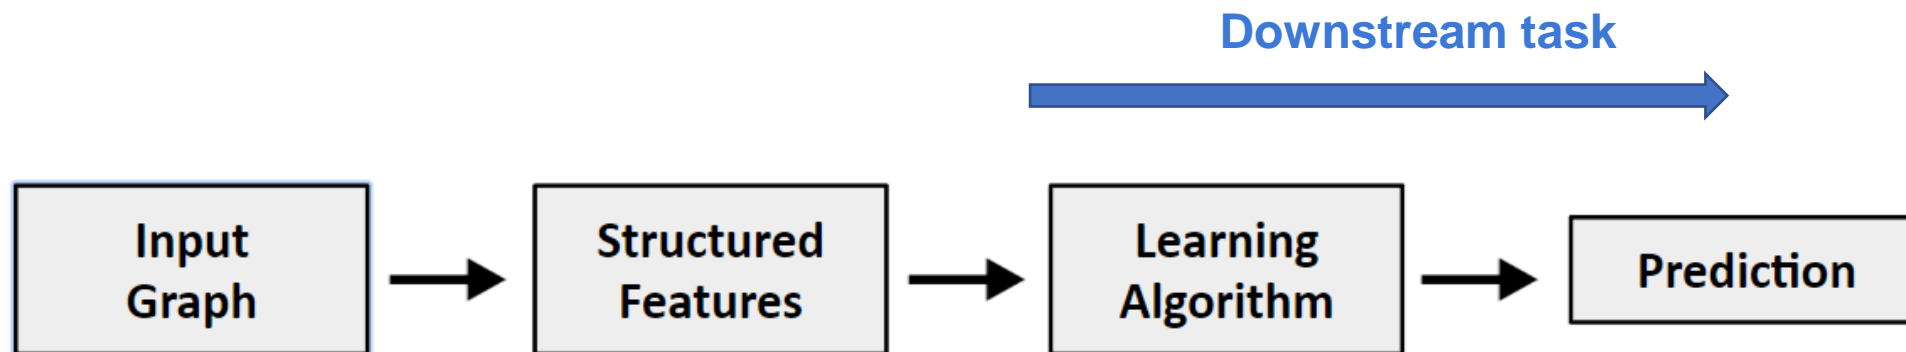 Downstream task
Input
Graph
Structured
Features
Learning
Algorithm
Prediction